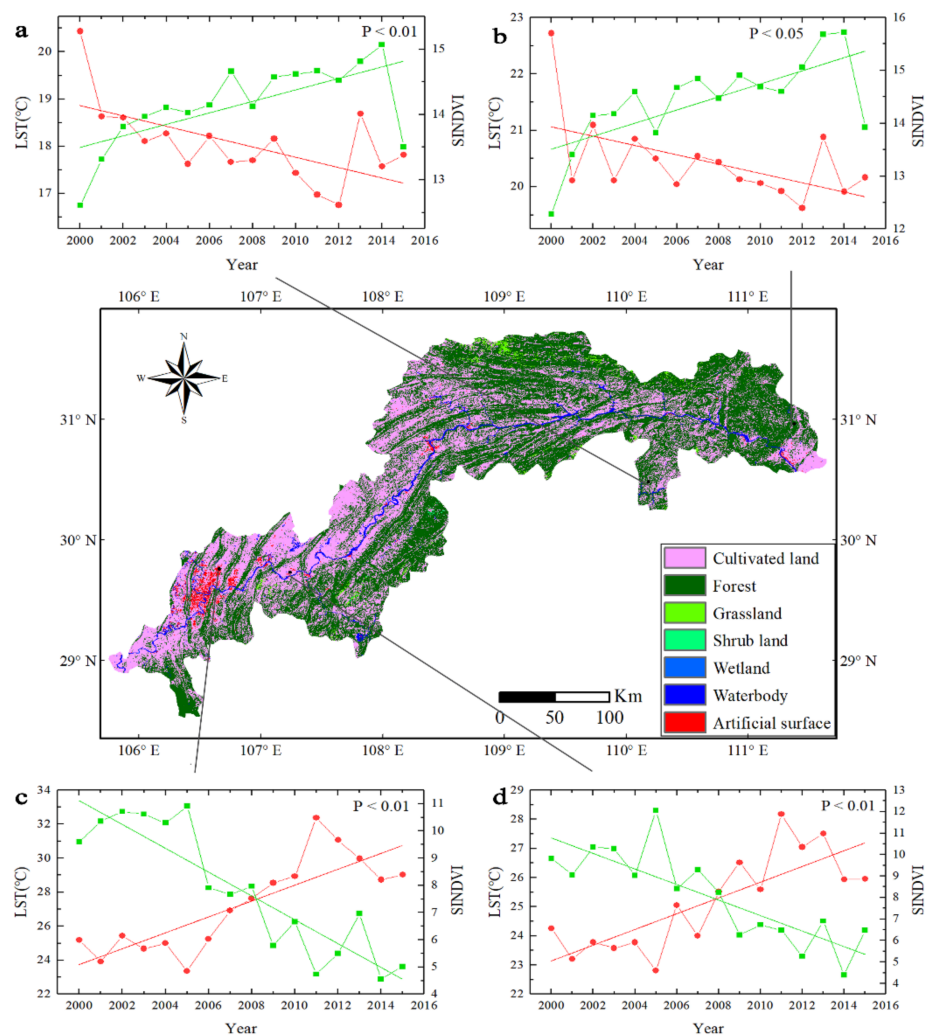 a
P < 0.01
LST(℃)
20
19
18
17
SINDVI
15
14
13
2000 2002 2004 2006 2008 2010 2012 2014 2016
Year
b
P < 0.05
LST(℃)
23
22
21
20
SINDVI
16
15
14
13
12
2000 2002 2004 2006 2008 2010 2012 2014 2016
Year
106° E 107° E 108° E 109° E 110° E 111° E
N
W E
S
31° N
30° N
29° N
31° N
30° N
29° N
Cultivated land
Forest
Grassland
Shrub land
Wetland
Waterbody
Artificial surface
Km
0 50 100
106° E 107° E 108° E 109° E 110° E 111° E
c
P < 0.01
LST(℃)
34
32
30
28
26
24
22
SINDVI
11
10
9
8
7
6
5
4
2000 2002 2004 2006 2008 2010 2012 2014 2016
Year
d
P < 0.01
LST(℃)
29
28
27
26
25
24
23
22
SINDVI
13
12
11
10
9
8
7
6
5
4
2000 2002 2004 2006 2008 2010 2012 2014 2016
Year